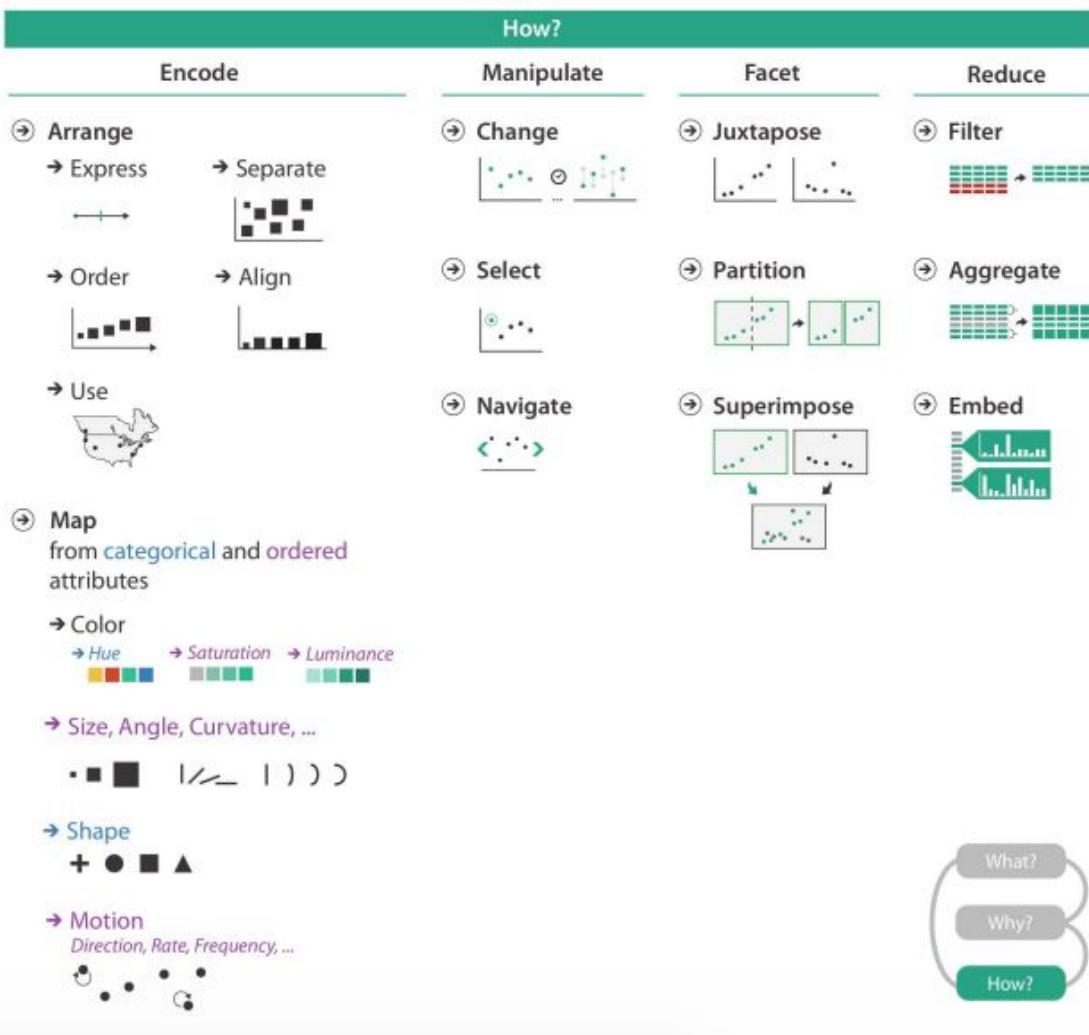 How?
Encode
Manipulate
Facet
Reduce
Arrange
Express
Separate
Order
Align
Use
Map
from categorical and ordered
attributes
Color
Hue
Saturation
Luminance
Size, Angle, Curvature, ...
Shape
Motion
Direction, Rate, Frequency, ...
Change
...
Select
Navigate
Juxtapose
Partition
Superimpose
Filter
Aggregate
Embed
What?
Why?
How?